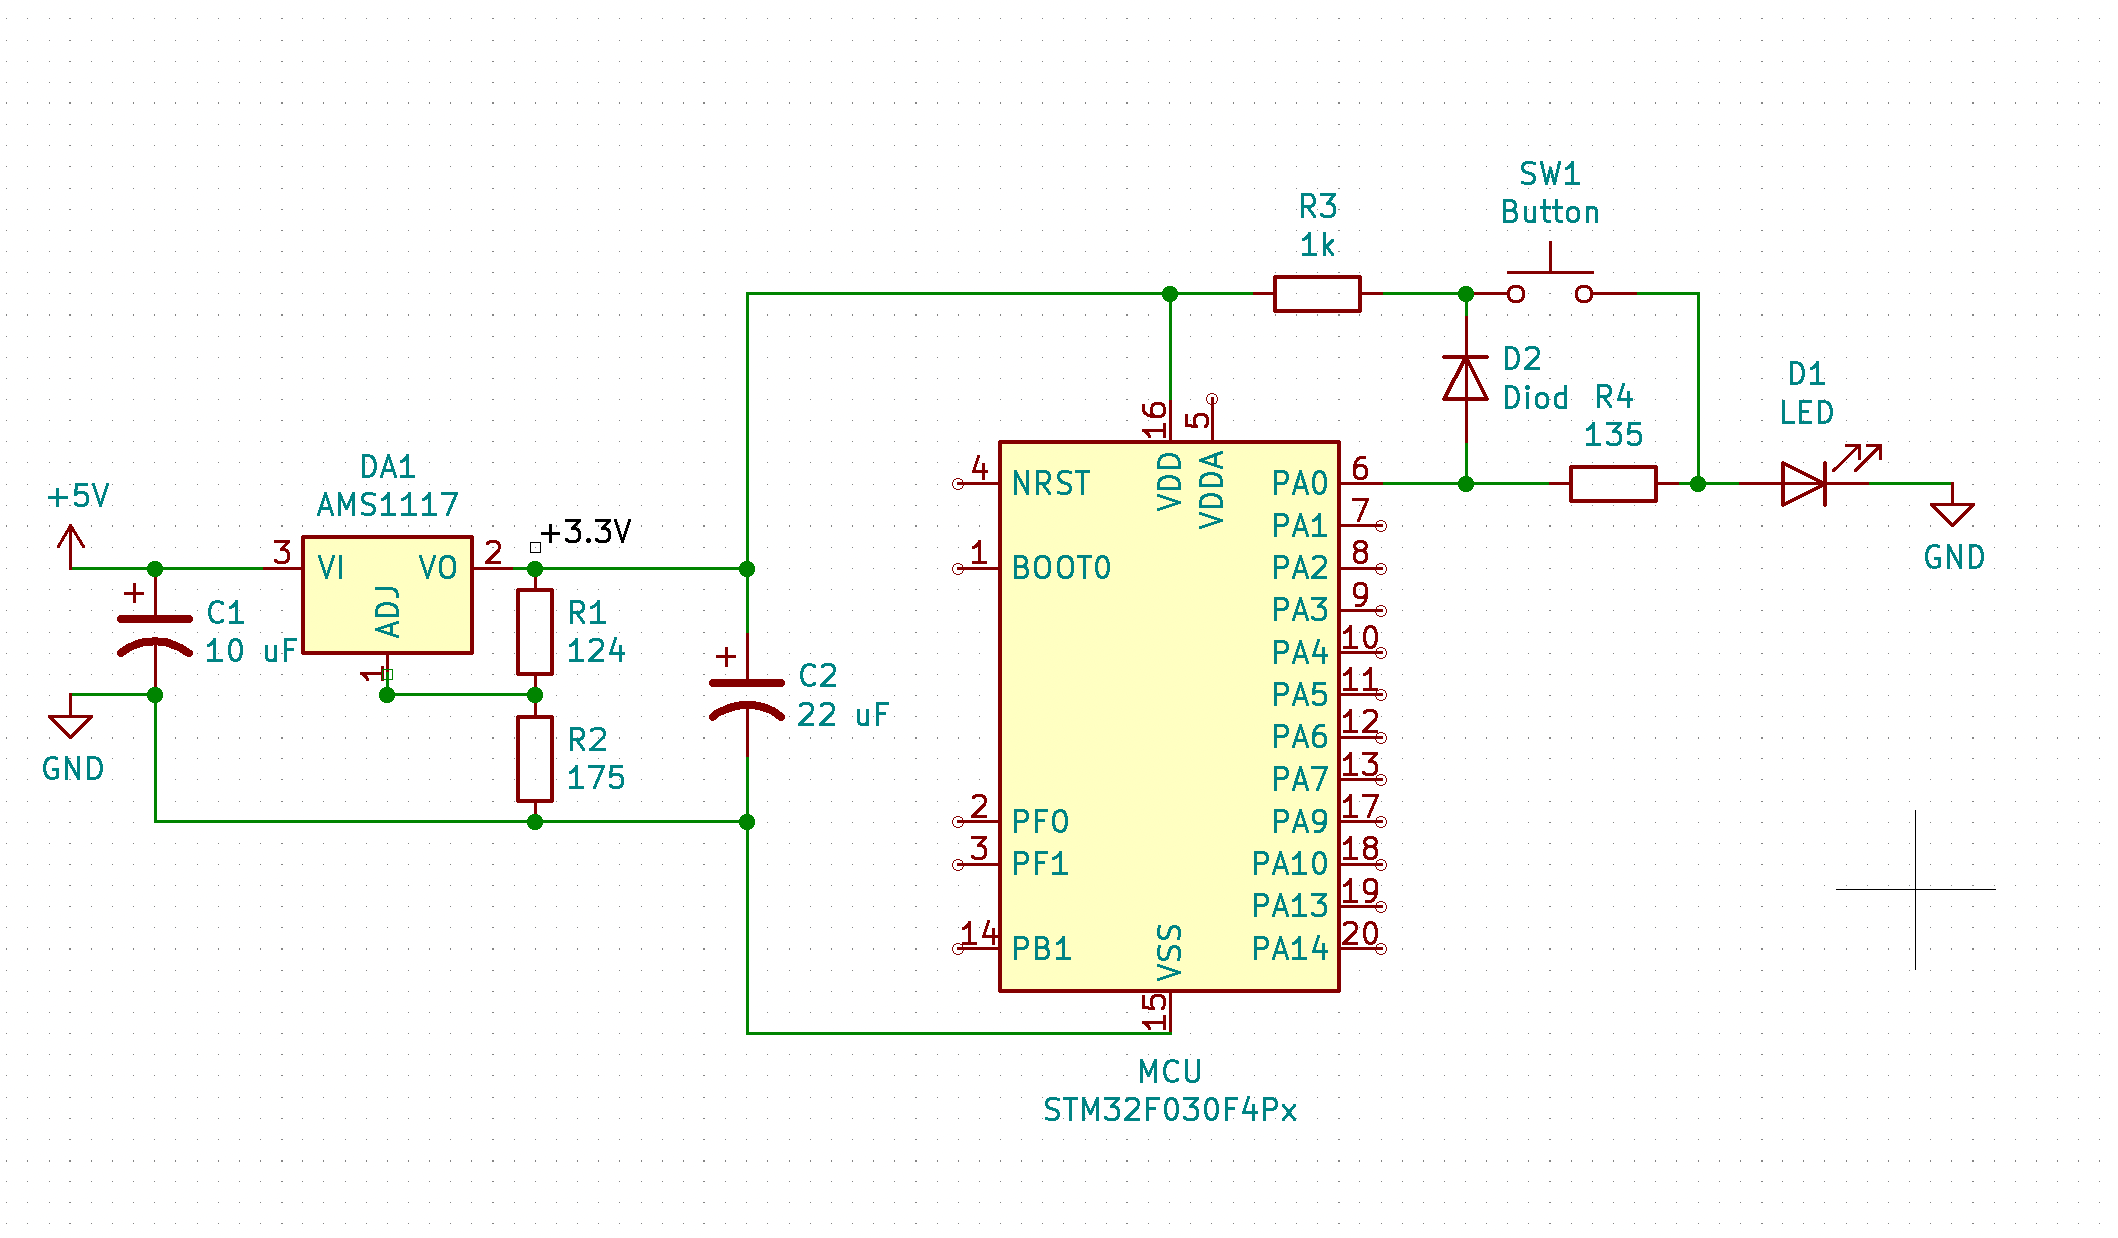 SW1
Button
R3
1k
D2
Diod
R4
135
D1
LED
GND
+5V
DA1
AMS1117
3
VI
VO
2
ADJ
1
+3.3V
C1
10 uF
GND
R1
124
R2
175
+
+
C2
22 uF
16
5
VDD
VDDA
4
NRST
1
BOOT0
2
PF0
3
PF1
14
PB1
PA0
6
PA1
7
PA2
8
PA3
9
PA4
10
PA5
11
PA6
12
PA7
13
PA9
17
PA10
18
PA13
19
PA14
20
VSS
15
MCU
STM32F030F4Px